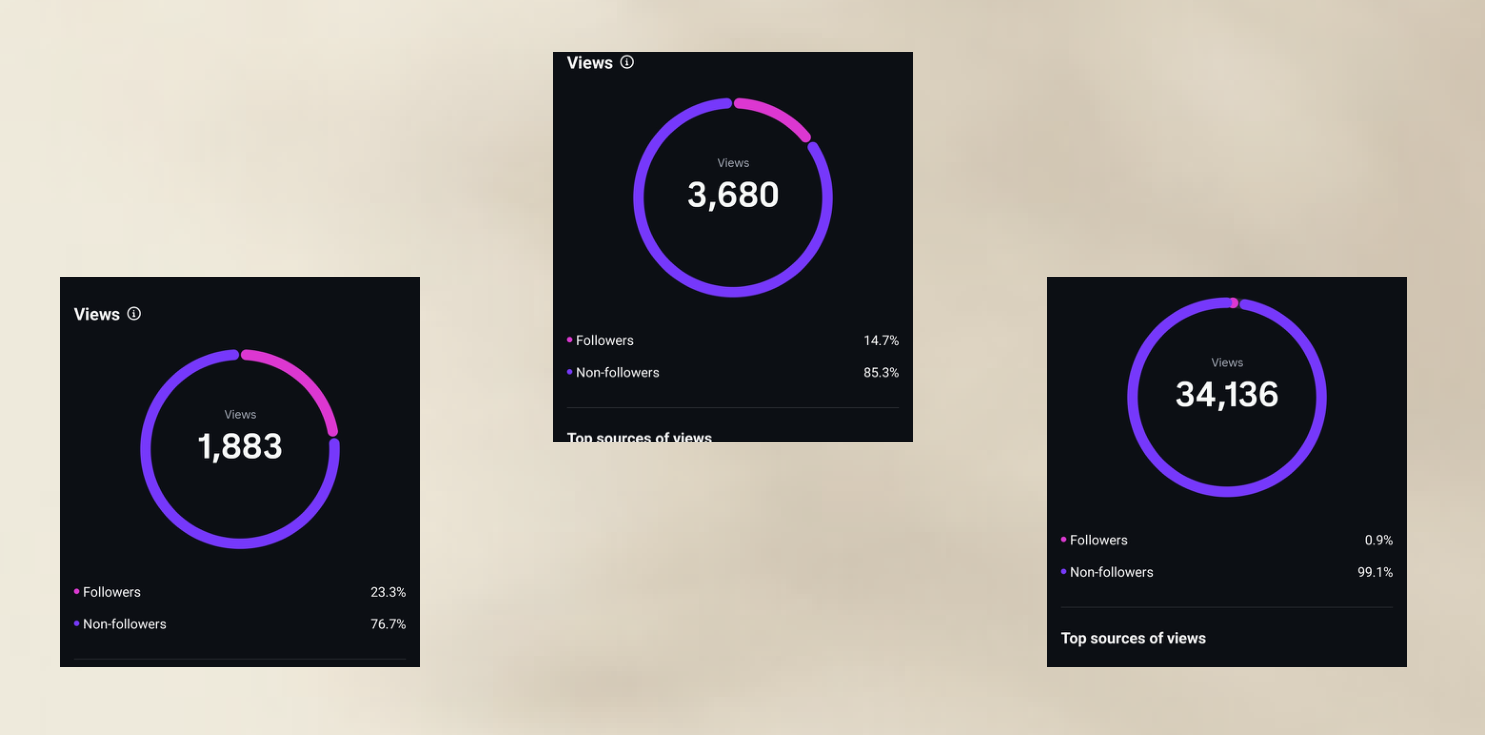 Views
Views
3,680
Followers 14.7%
Non-followers 85.3%
Top sources of views
Views
Views
1,883
Followers 23.3%
Non-followers 76.7%
Views
34,136
Followers 0.9%
Non-followers 99.1%
Top sources of views